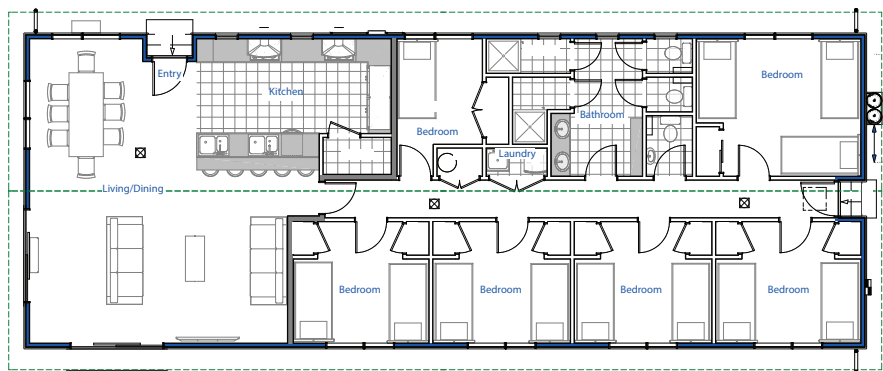 Entry
Kitchen
Bedroom
Bedroom
Bathroom
Laundry
Living/Dining
Bedroom
Bedroom
Bedroom
Bedroom